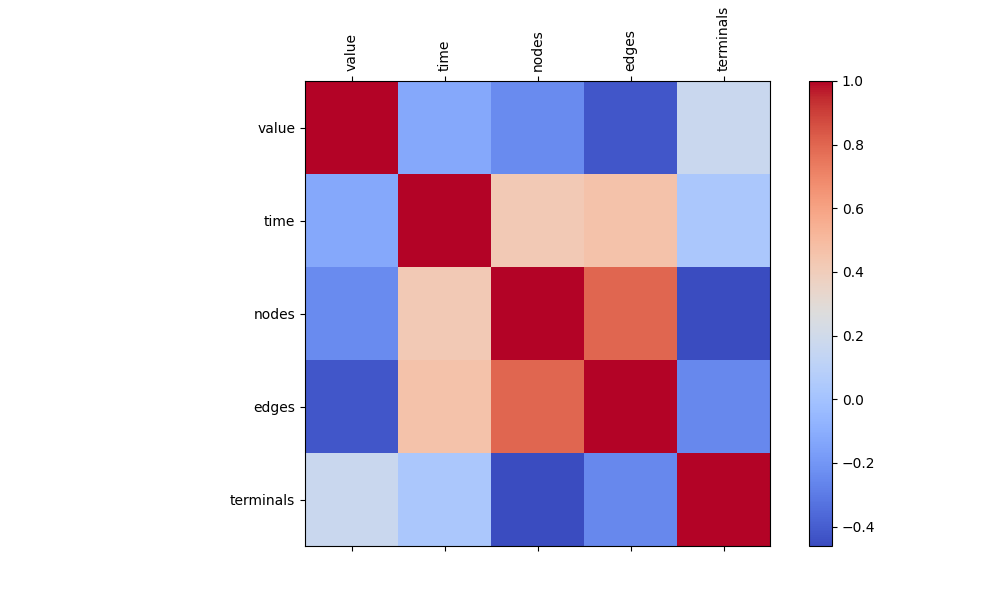 value
time
nodes
edges
terminals
value
time
nodes
edges
terminals
1.0
0.8
0.6
0.4
0.2
0.0
−0.2
−0.4